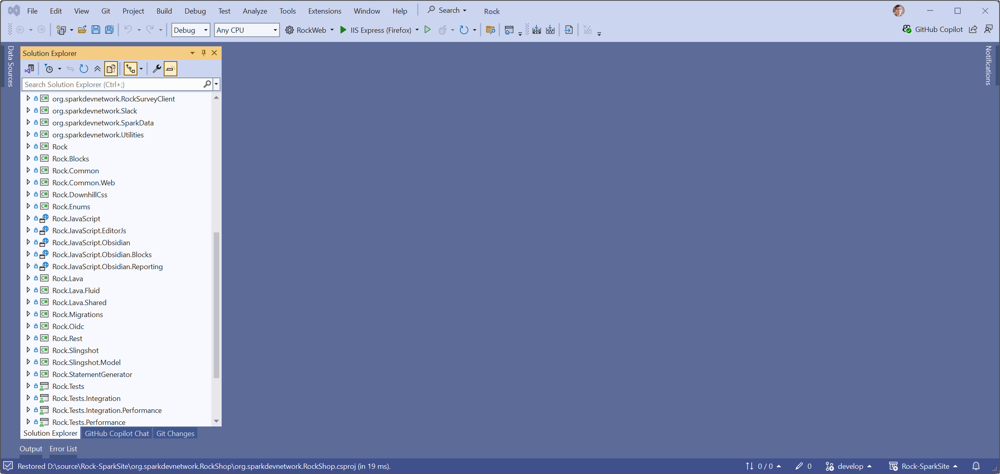 File Edit View Git Project Build Debug Test Analyze Tools Extensions Window Help Search Rock
Debug Any CPU RockWeb IIS Express (Firefox) GitHub Copilot
Data Sources
Solution Explorer
Notifications
Search Solution Explorer (Ctrl+;)
C# org.sparkdevnetwork.RockSurveyClient
C# org.sparkdevnetwork.Slack
C# org.sparkdevnetwork.SparkData
C# org.sparkdevnetwork.Utilities
C# Rock
C# Rock.Blocks
C# Rock.Common
C# Rock.Common.Web
C# Rock.DownhillCss
C# Rock.Enums
Rock.JavaScript
Rock.JavaScript.EditorJs
Rock.JavaScript.Obsidian
Rock.JavaScript.Obsidian.Blocks
Rock.JavaScript.Obsidian.Reporting
C# Rock.Lava
C# Rock.Lava.Fluid
C# Rock.Lava.Shared
C# Rock.Migrations
C# Rock.Oidc
C# Rock.Rest
C# Rock.Slingshot
C# Rock.Slingshot.Model
C# Rock.StatementGenerator
Rock.Tests
Rock.Tests.Integration
Rock.Tests.Integration.Performance
Rock.Tests.Performance
Solution Explorer GitHub Copilot Chat Git Changes
Output Error List
Restored D:\source\Rock-SparkSite\org.sparkdevnetwork.RockShop\org.sparkdevnetwork.RockShop.csproj (in 19 ms). 0 / 0 0 develop Rock-SparkSite